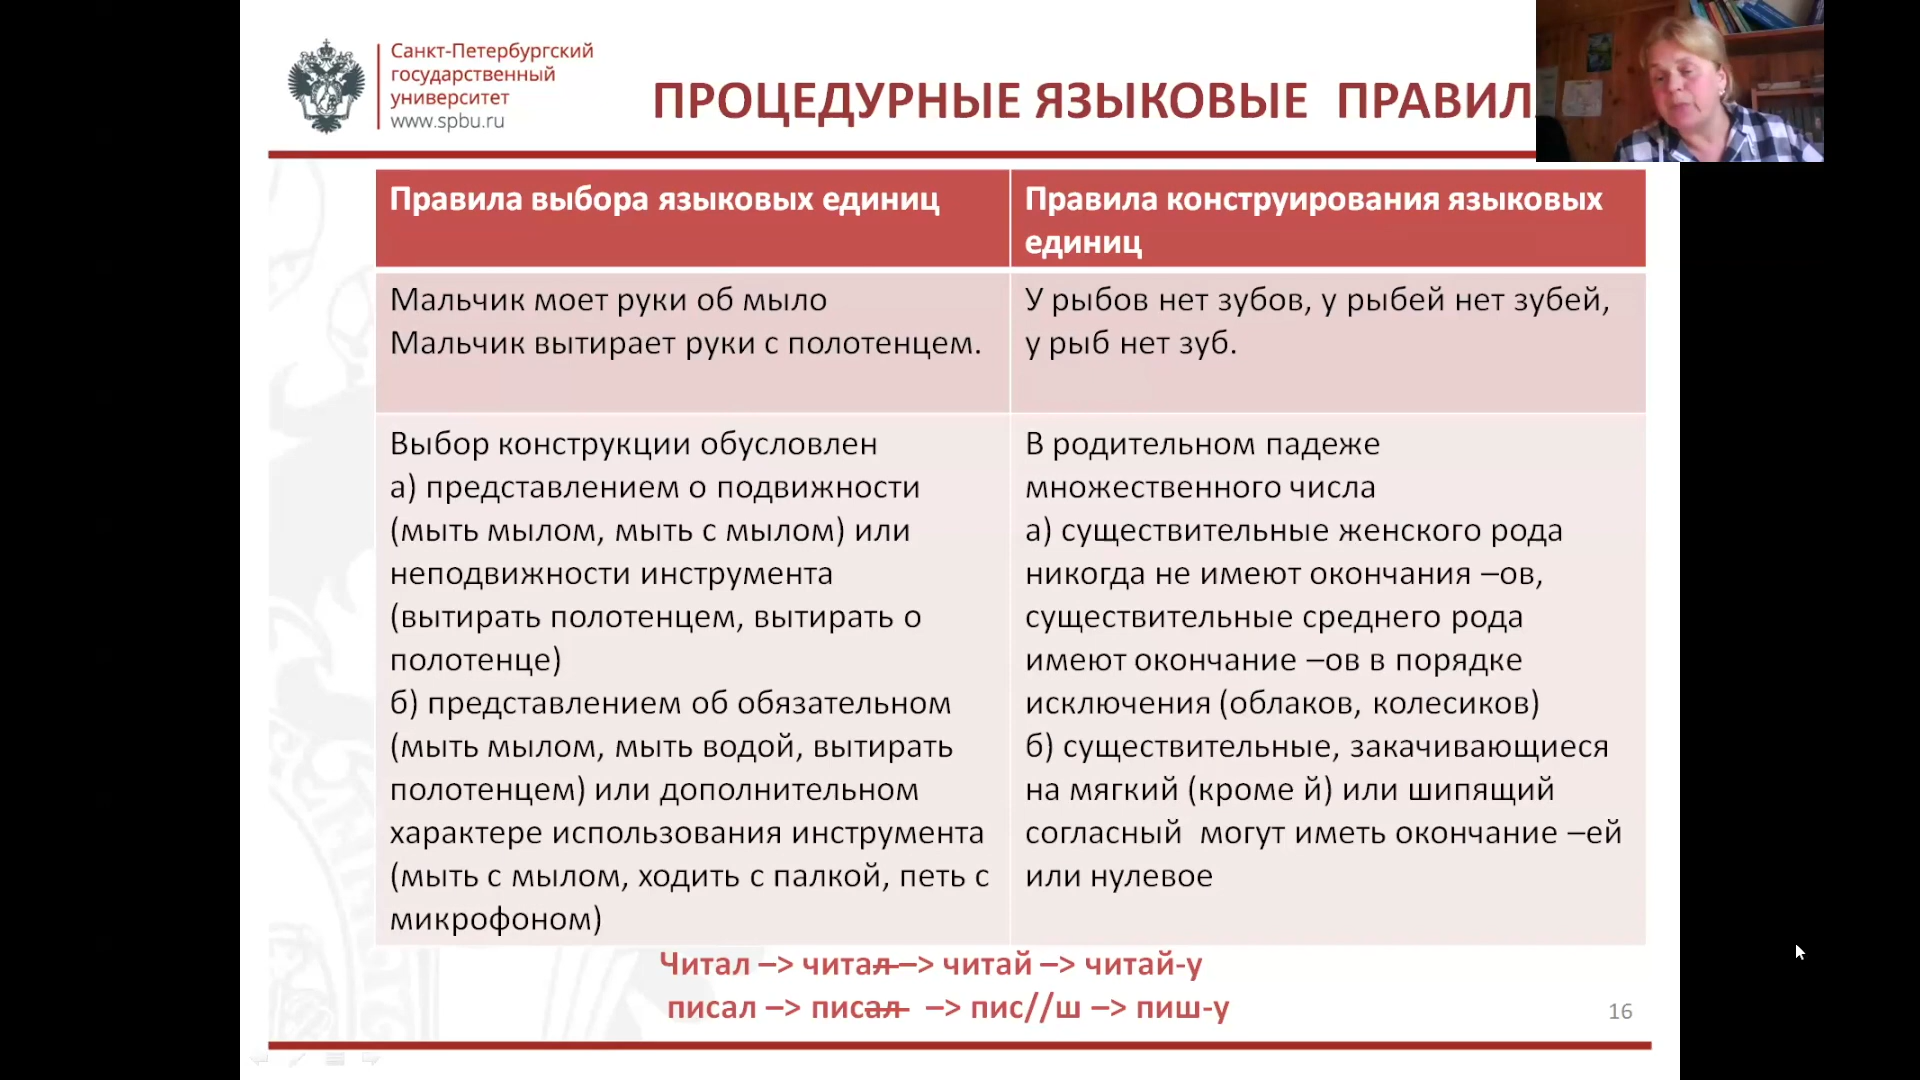 Санкт-Петербургский
государственный
университет
www.spbu.ru
ПРОЦЕДУРНЫЕ ЯЗЫКОВЫЕ ПРАВИЛ
Правила выбора языковых единиц
Правила конструирования языковых
единиц
Мальчик моет руки об мыло
Мальчик вытирает руки с полотенцем.
У рыбов нет зубов, у рыбей нет зубей,
у рыб нет зуб.
Выбор конструкции обусловлен
а) представлением о подвижности
(мыть мылом, мыть с мылом) или
неподвижности инструмента
(вытирать полотенцем, вытирать о
полотенце)
б) представлением об обязательном
(мыть мылом, мыть водой, вытирать
полотенцем) или дополнительном
характере использования инструмента
(мыть с мылом, ходить с палкой, петь с
микрофоном)
В родительном падеже
множественного числа
а) существительные женского рода
никогда не имеют окончания –ов,
существительные среднего рода
имеют окончание –ов в порядке
исключения (облаков, колесиков)
б) существительные, закачивающиеся
на мягкий (кроме й) или шипящий
согласный могут иметь окончание –ей
или нулевое
Читал –> читал –> читай –> читай-у
писал –> писал –> пис//ш –> пиш-у
16